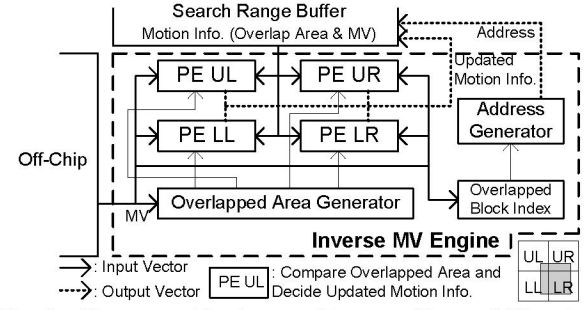 Search Range Buffer
Motion Info. (Overlap Area & MV)
Address
Updated
Motion Info.
PE UL
PE UR
Address
Generator
PE LL
PE LR
Off-Chip
MV
Overlapped Area Generator
Overlapped
Block Index
Inverse MV Engine
: Input Vector
: Output Vector
PE UL
: Compare Overlapped Area and
Decide Updated Motion Info.
UL UR
LL LR